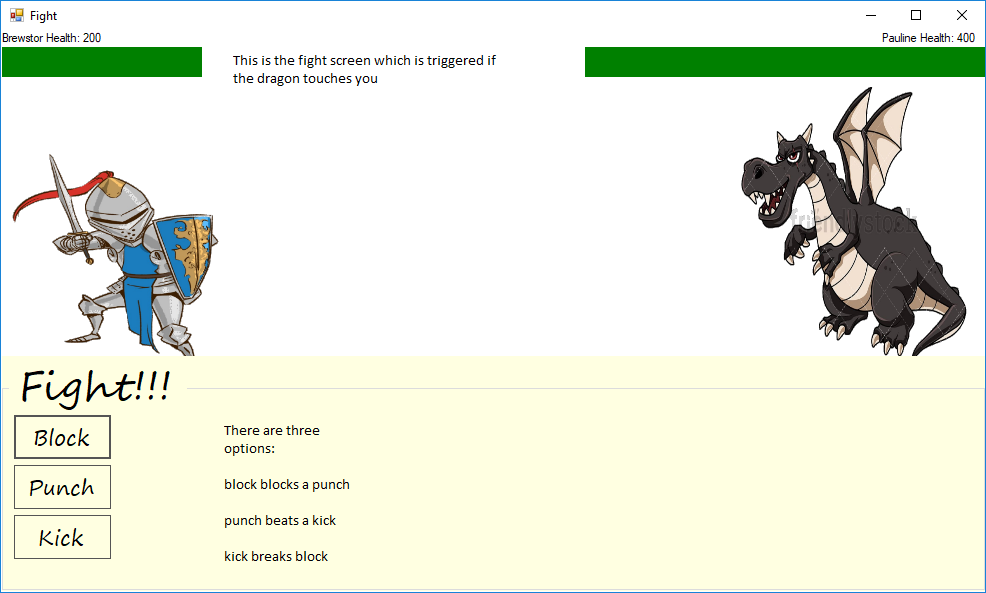 Fight
Brewstor Health: 200
Pauline Health: 400
This is the fight screen which is triggered if
the dragon touches you
friendlystock
Fight!!!
Block
Punch
Kick
There are three
options:
block blocks a punch
punch beats a kick
kick breaks block